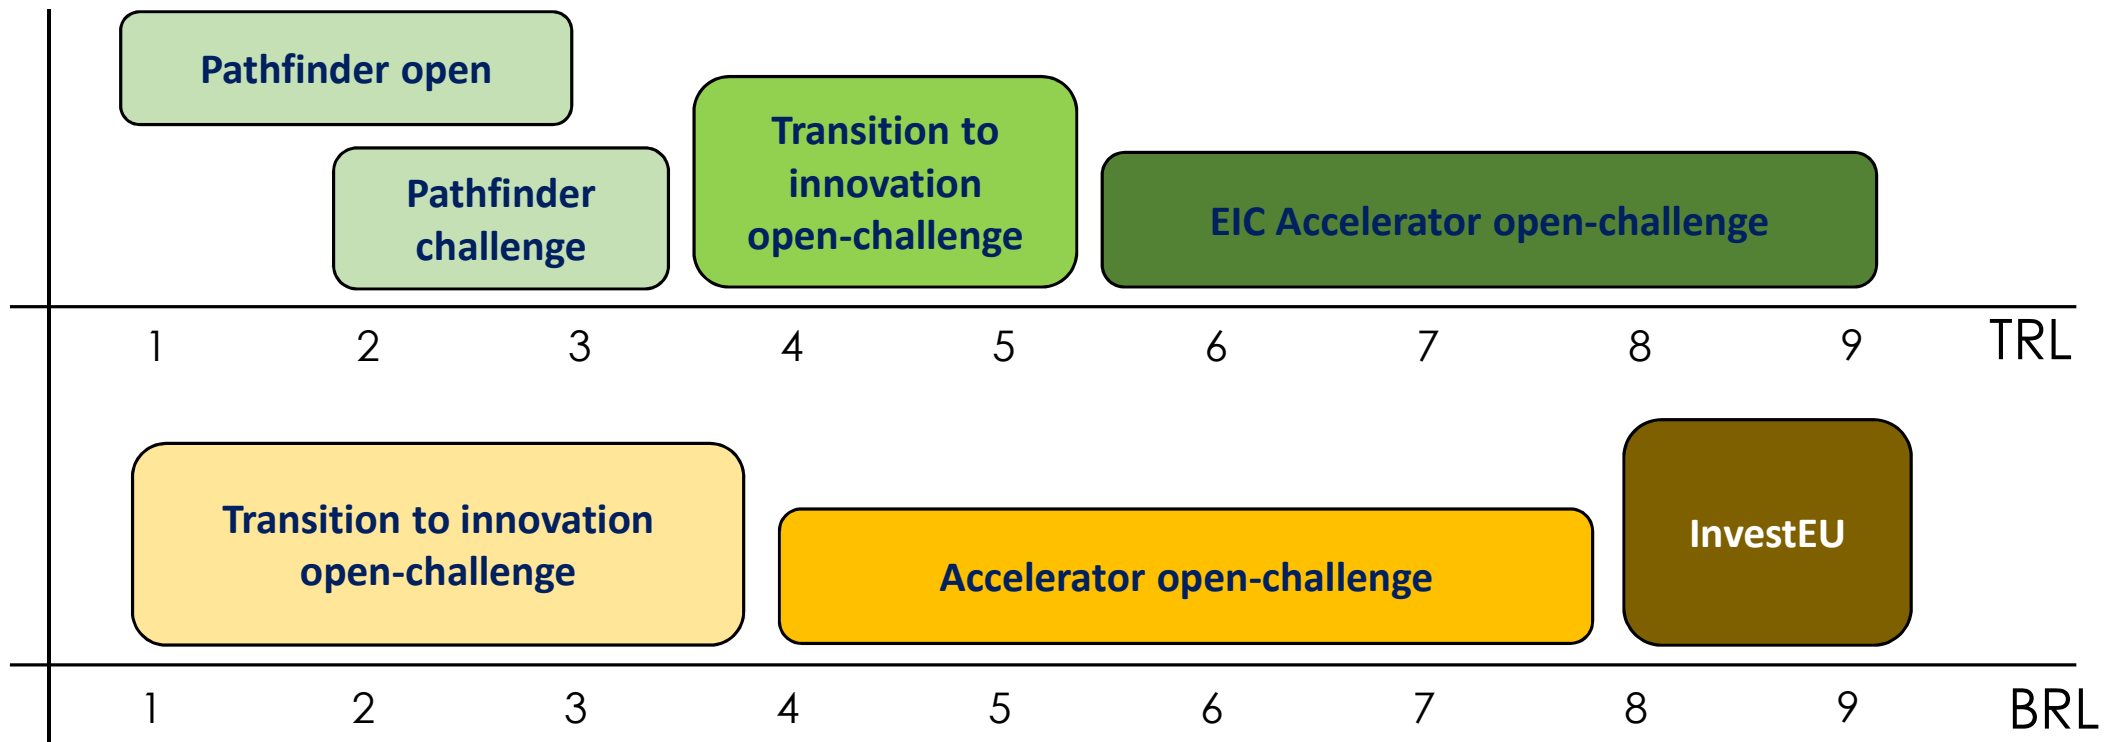 Pathfinder open
Pathfinder
challenge
Transition to
innovation
open-challenge
EIC Accelerator open-challenge
1 2 3 4 5 6 7 8 9 TRL
Transition to innovation
open-challenge
Accelerator open-challenge
InvestEU
1 2 3 4 5 6 7 8 9 BRL